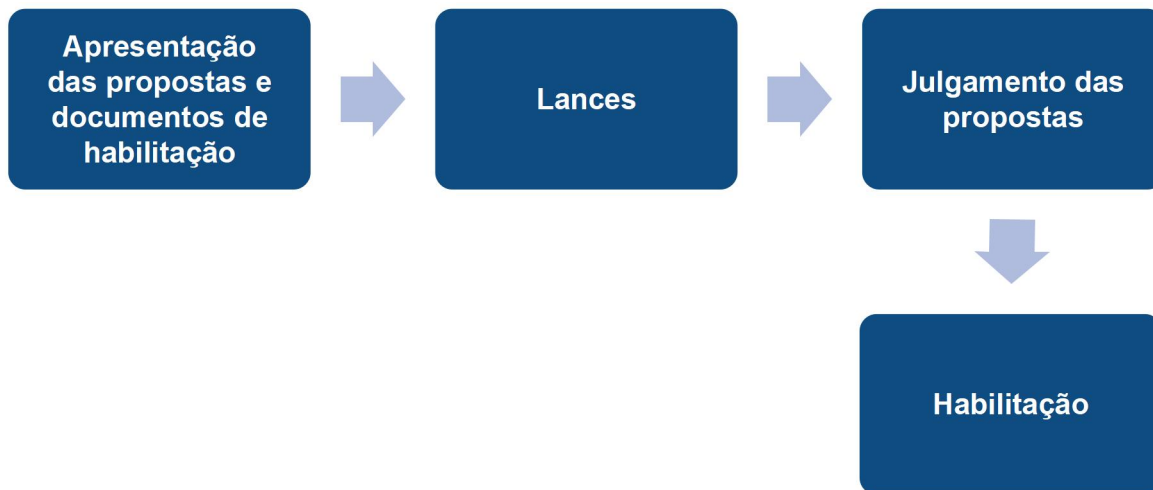 Apresentação
das propostas e
documentos de
habilitação
Lances
Julgamento das
propostas
Habilitação